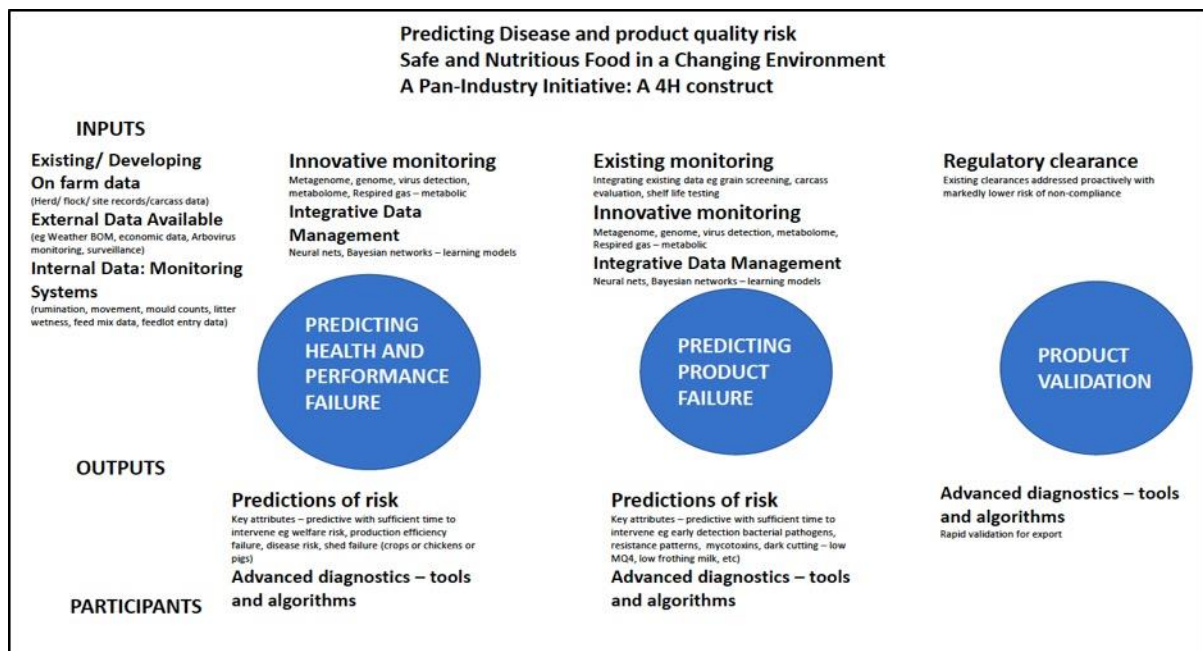 Predicting Disease and product quality risk
Safe and Nutritious Food in a Changing Environment
A Pan-Industry Initiative: A 4H construct
INPUTS
Existing/ Developing
On farm data
(Herd/ flock/ site records/carcass data)
External Data Available
(eg Weather BOM, economic data, Arbovirus
monitoring, surveillance)
Internal Data: Monitoring
Systems
(rumination, movement, mould counts, litter
wetness, feed mix data, feedlot entry data)
Innovative monitoring
Metagenome, genome, virus detection,
metabolome, Respired gas – metabolic
Integrative Data
Management
Neural nets, Bayesian networks – learning models
PREDICTING
HEALTH AND
PERFORMANCE
FAILURE
Existing monitoring
Integrating existing data eg grain screening, carcass
evaluation, shelf life testing
Innovative monitoring
Metagenome, genome, virus detection, metabolome,
Respired gas – metabolic
Integrative Data Management
Neural nets, Bayesian networks – learning models
PREDICTING
PRODUCT
FAILURE
Regulatory clearance
Existing clearances addressed proactively with
markedly lower risk of non-compliance
PRODUCT
VALIDATION
OUTPUTS
Predictions of risk
Key attributes – predictive with sufficient time to
intervene eg welfare risk, production efficiency
failure, disease risk, shed failure (crops or chickens or
pigs)
Advanced diagnostics – tools
and algorithms
Predictions of risk
Key attributes – predictive with sufficient time to
intervene eg early detection bacterial pathogens,
resistance patterns, mycotoxins, dark cutting – low
MQ4, low frothing milk, etc)
Advanced diagnostics – tools
and algorithms
Advanced diagnostics – tools
and algorithms
Rapid validation for export
PARTICIPANTS